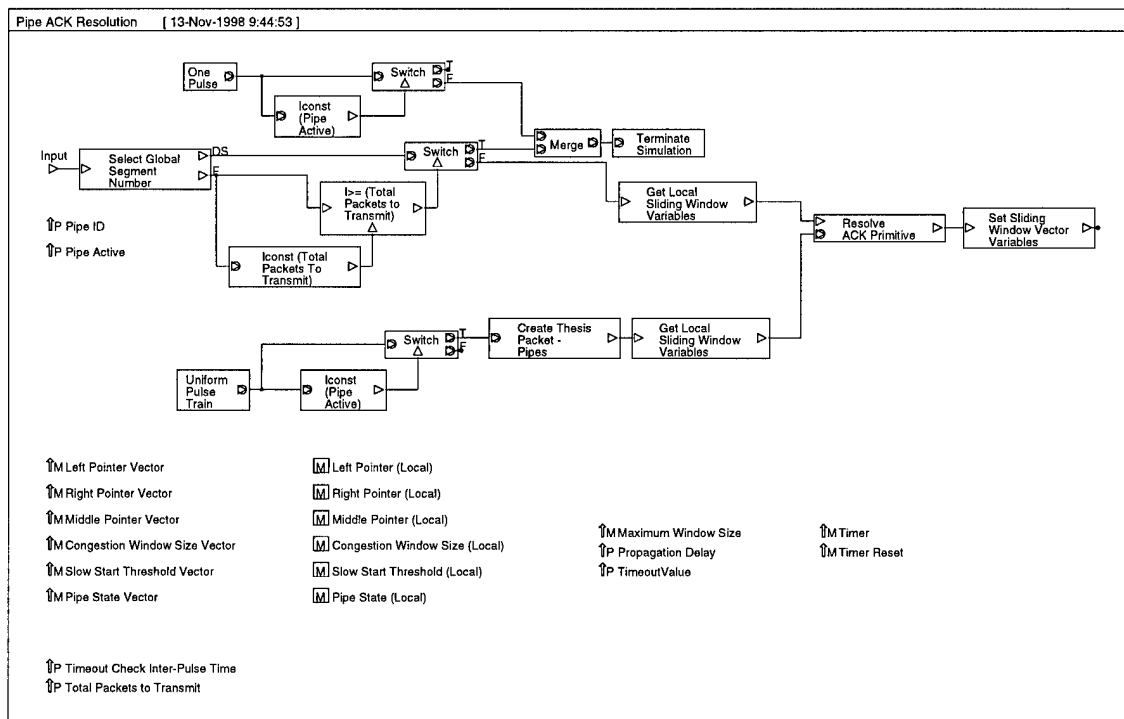 Pipe ACK Resolution [ 13-Nov-1998 9:44:53 ]
One
Pulse
Switch
T
F
Iconst
(Pipe
Active)
Input
Select Global
Segment
Number
DS
F
Switch
T
F
Merge
Terminate
Simulation
I>= (Total
Packets to
Transmit)
Iconst (Total
Packets To
Transmit)
Get Local
Sliding Window
Variables
Resolve
ACK Primitive
Set Sliding
Window Vector
Variables
⇑P Pipe ID
⇑P Pipe Active
Uniform
Pulse
Train
Iconst
(Pipe
Active)
Switch
T
F
Create Thesis
Packet -
Pipes
Get Local
Sliding Window
Variables
⇑M Left Pointer Vector
⇑M Right Pointer Vector
⇑M Middle Pointer Vector
⇑M Congestion Window Size Vector
⇑M Slow Start Threshold Vector
⇑M Pipe State Vector
M Left Pointer (Local)
M Right Pointer (Local)
M Middle Pointer (Local)
M Congestion Window Size (Local)
M Slow Start Threshold (Local)
M Pipe State (Local)
⇑M Maximum Window Size
⇑P Propagation Delay
⇑P TimeoutValue
⇑M Timer
⇑M Timer Reset
⇑P Timeout Check Inter-Pulse Time
⇑P Total Packets to Transmit